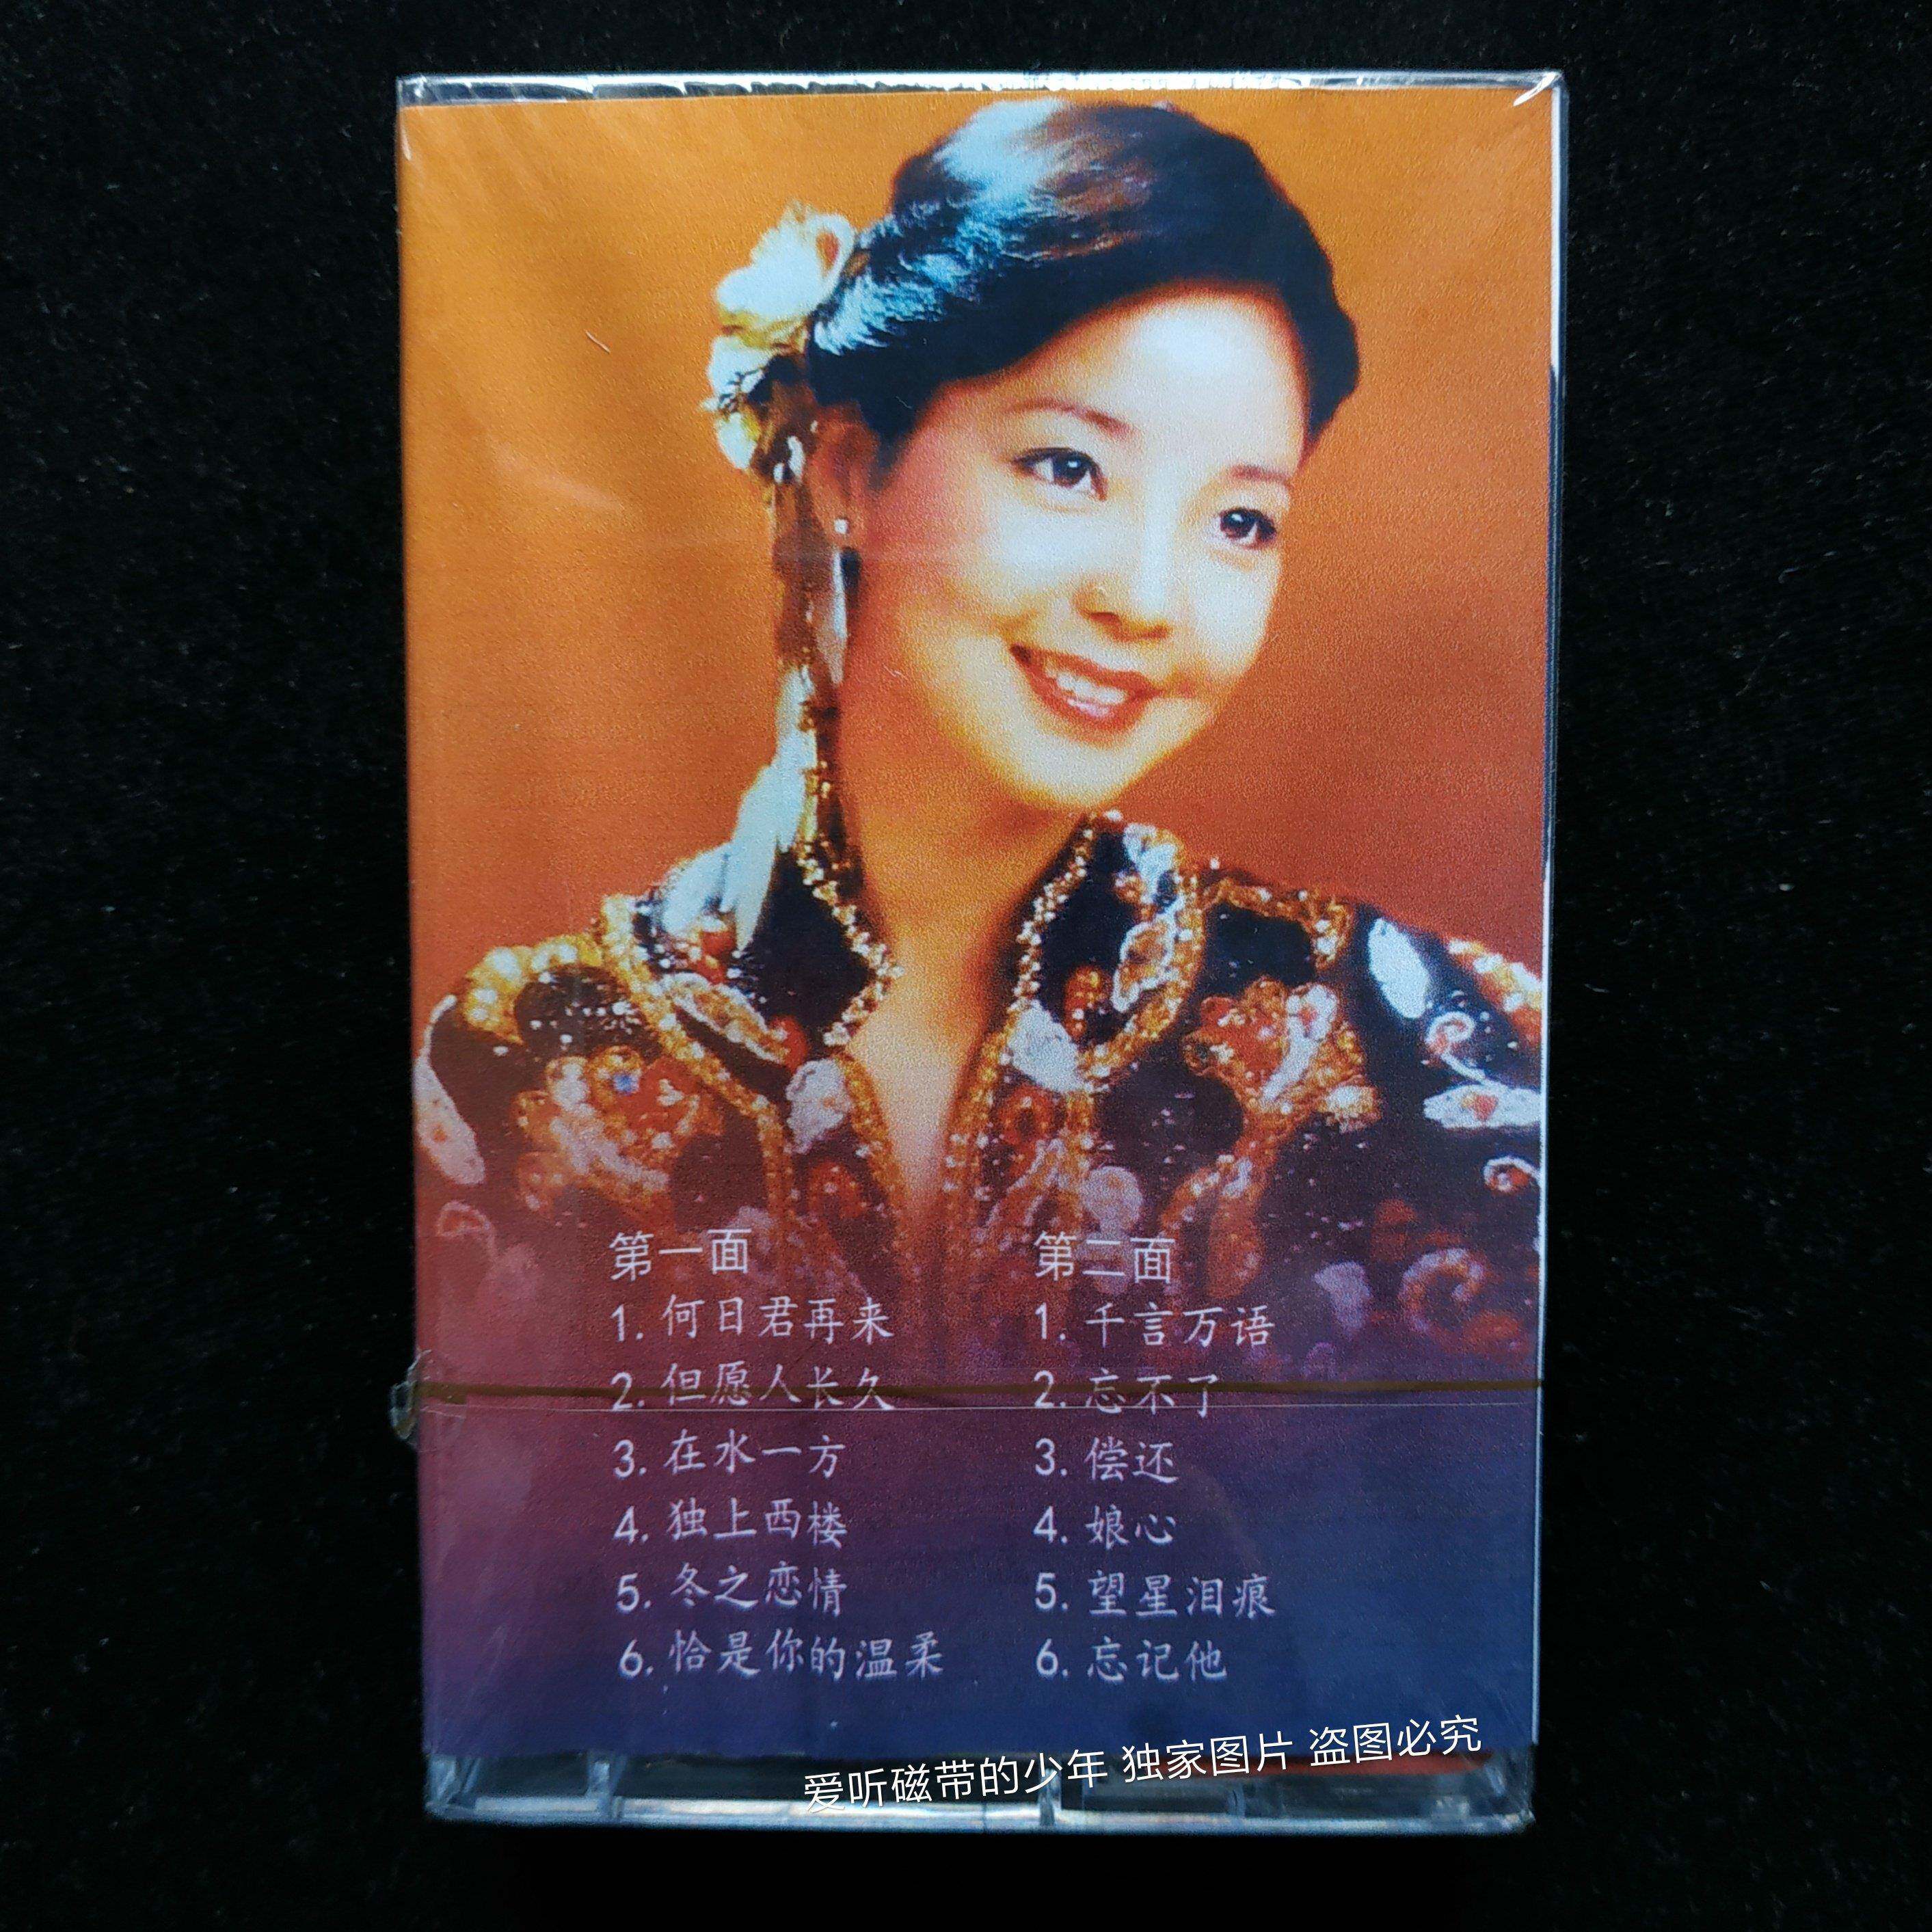 第一面
1. 何日君再来
2. 但愿人长久
3. 在水一方
4. 独上西楼
5. 冬之恋情
6. 恰是你的温柔
第二面
1. 千言万语
2. 忘不了
3. 偿还
4. 娘心
5. 望星泪痕
6. 忘记他
爱听磁带的少年 独家图片 盗图必究